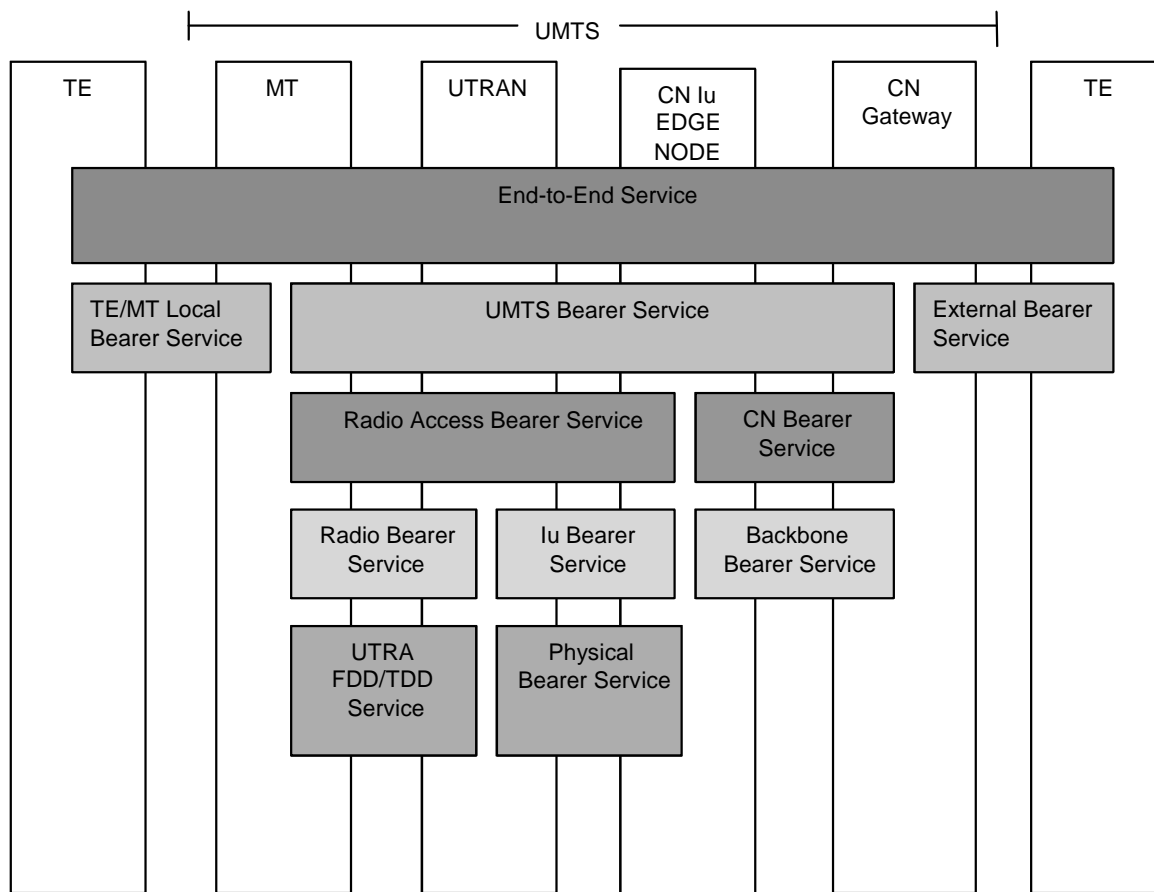 UMTS
TE
MT
UTRAN
CN Iu
EDGE
NODE
CN
Gateway
TE
End-to-End Service
TE/MT Local
Bearer Service
UMTS Bearer Service
External Bearer
Service
Radio Access Bearer Service
CN Bearer
Service
Radio Bearer
Service
Iu Bearer
Service
Backbone
Bearer Service
UTRA
FDD/TDD
Service
Physical
Bearer Service